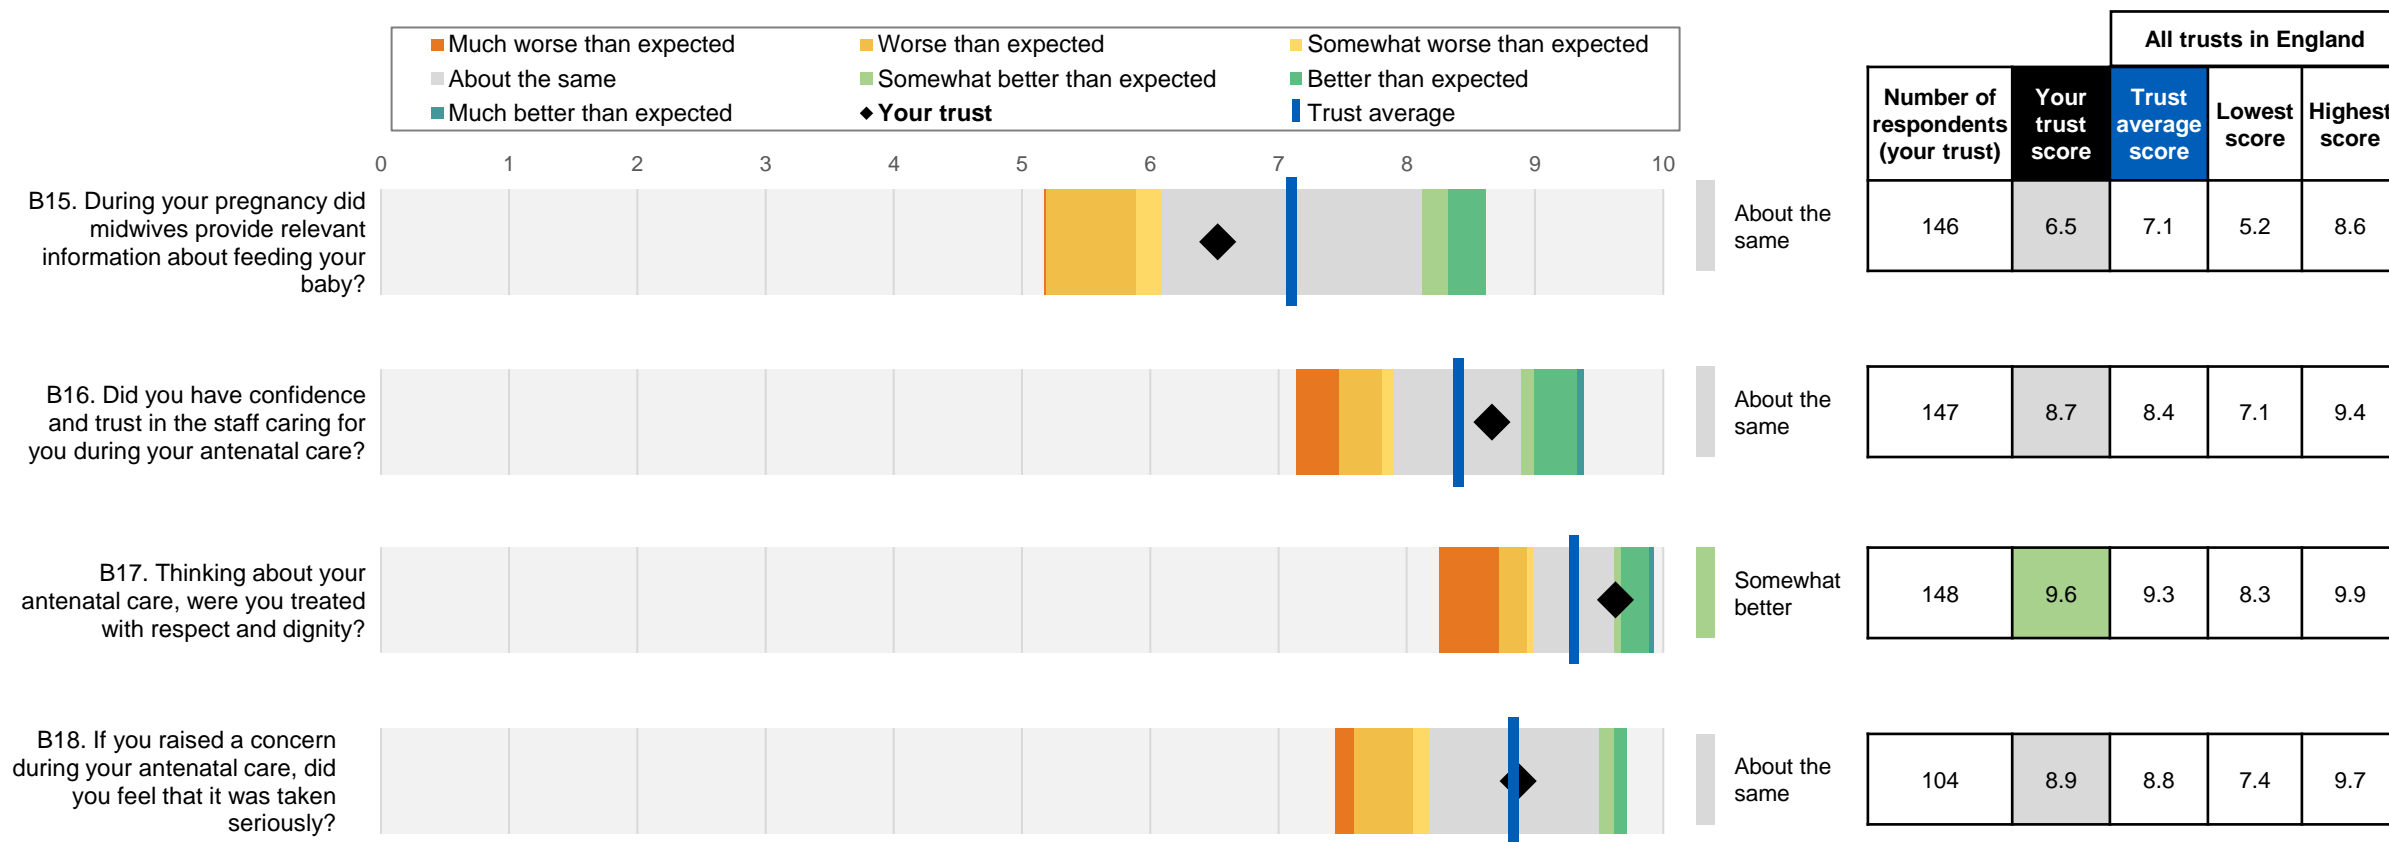 Much worse than expected
Worse than expected
Somewhat worse than expected
About the same
Somewhat better than expected
Better than expected
Much better than expected
Your trust
Trust average
All trusts in England
Number of
respondents
(your trust)
Your
trust
score
Trust
average
score
Lowest
score
Highest
score
0 1 2 3 4 5 6 7 8 9 10
B15. During your pregnancy did
midwives provide relevant
information about feeding your
baby?
About the
same
146 6.5 7.1 5.2 8.6
B16. Did you have confidence
and trust in the staff caring for
you during your antenatal care?
About the
same
147 8.7 8.4 7.1 9.4
B17. Thinking about your
antenatal care, were you treated
with respect and dignity?
Somewhat
better
148 9.6 9.3 8.3 9.9
B18. If you raised a concern
during your antenatal care, did
you feel that it was taken
seriously?
About the
same
104 8.9 8.8 7.4 9.7